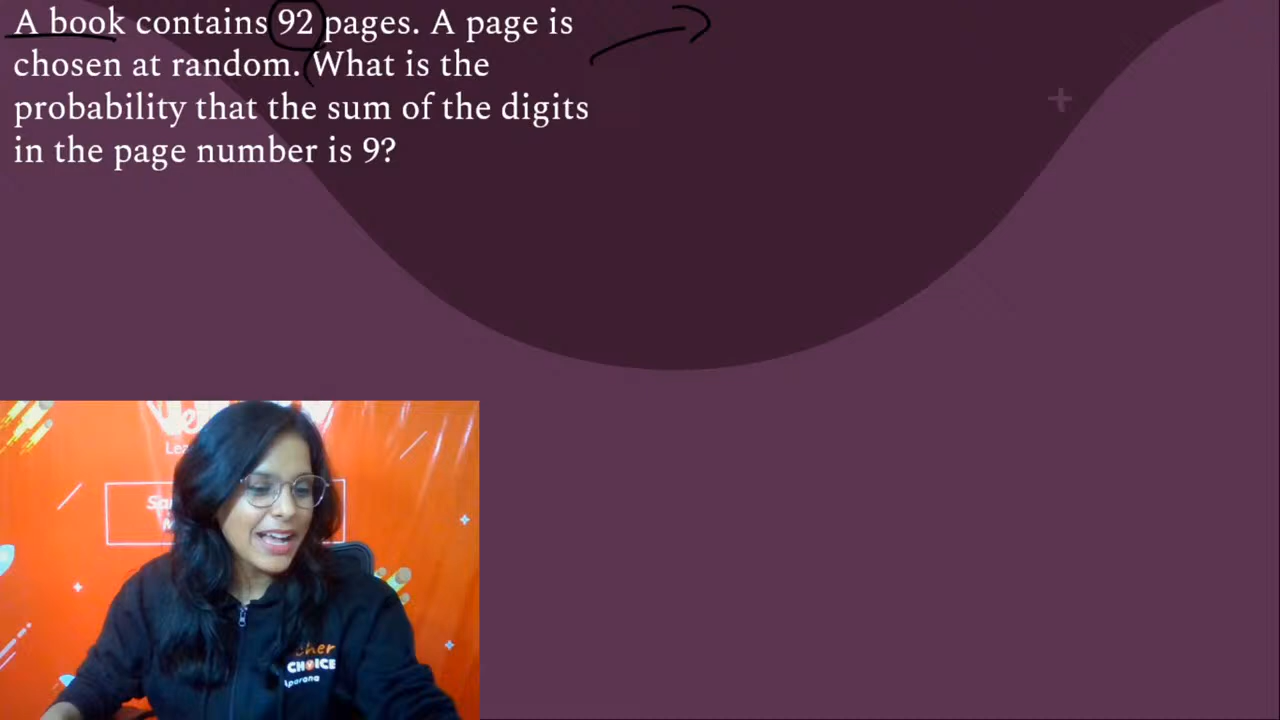 A book contains 92 pages. A page is
chosen at random. What is the
probability that the sum of the digits
in the page number is 9?
CHOICE